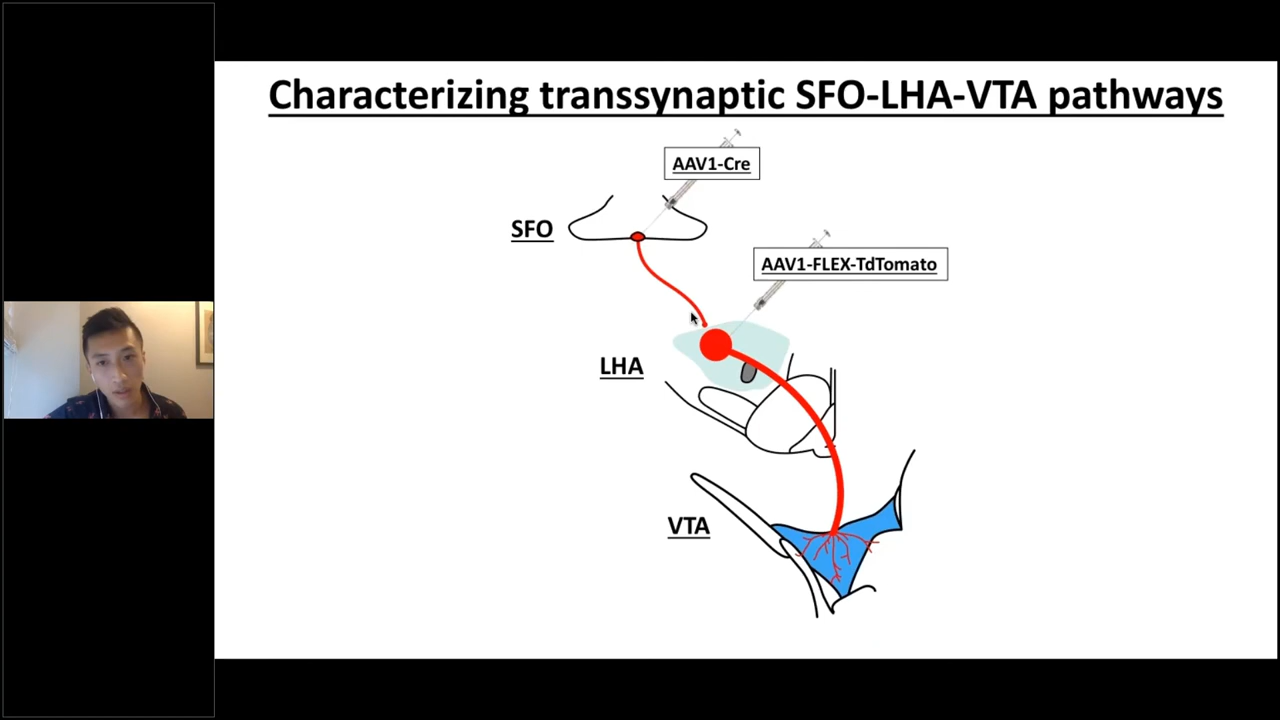 Characterizing transsynaptic SFO-LHA-VTA pathways
AAV1-Cre
SFO
AAV1-FLEX-TdTomato
LHA
VTA